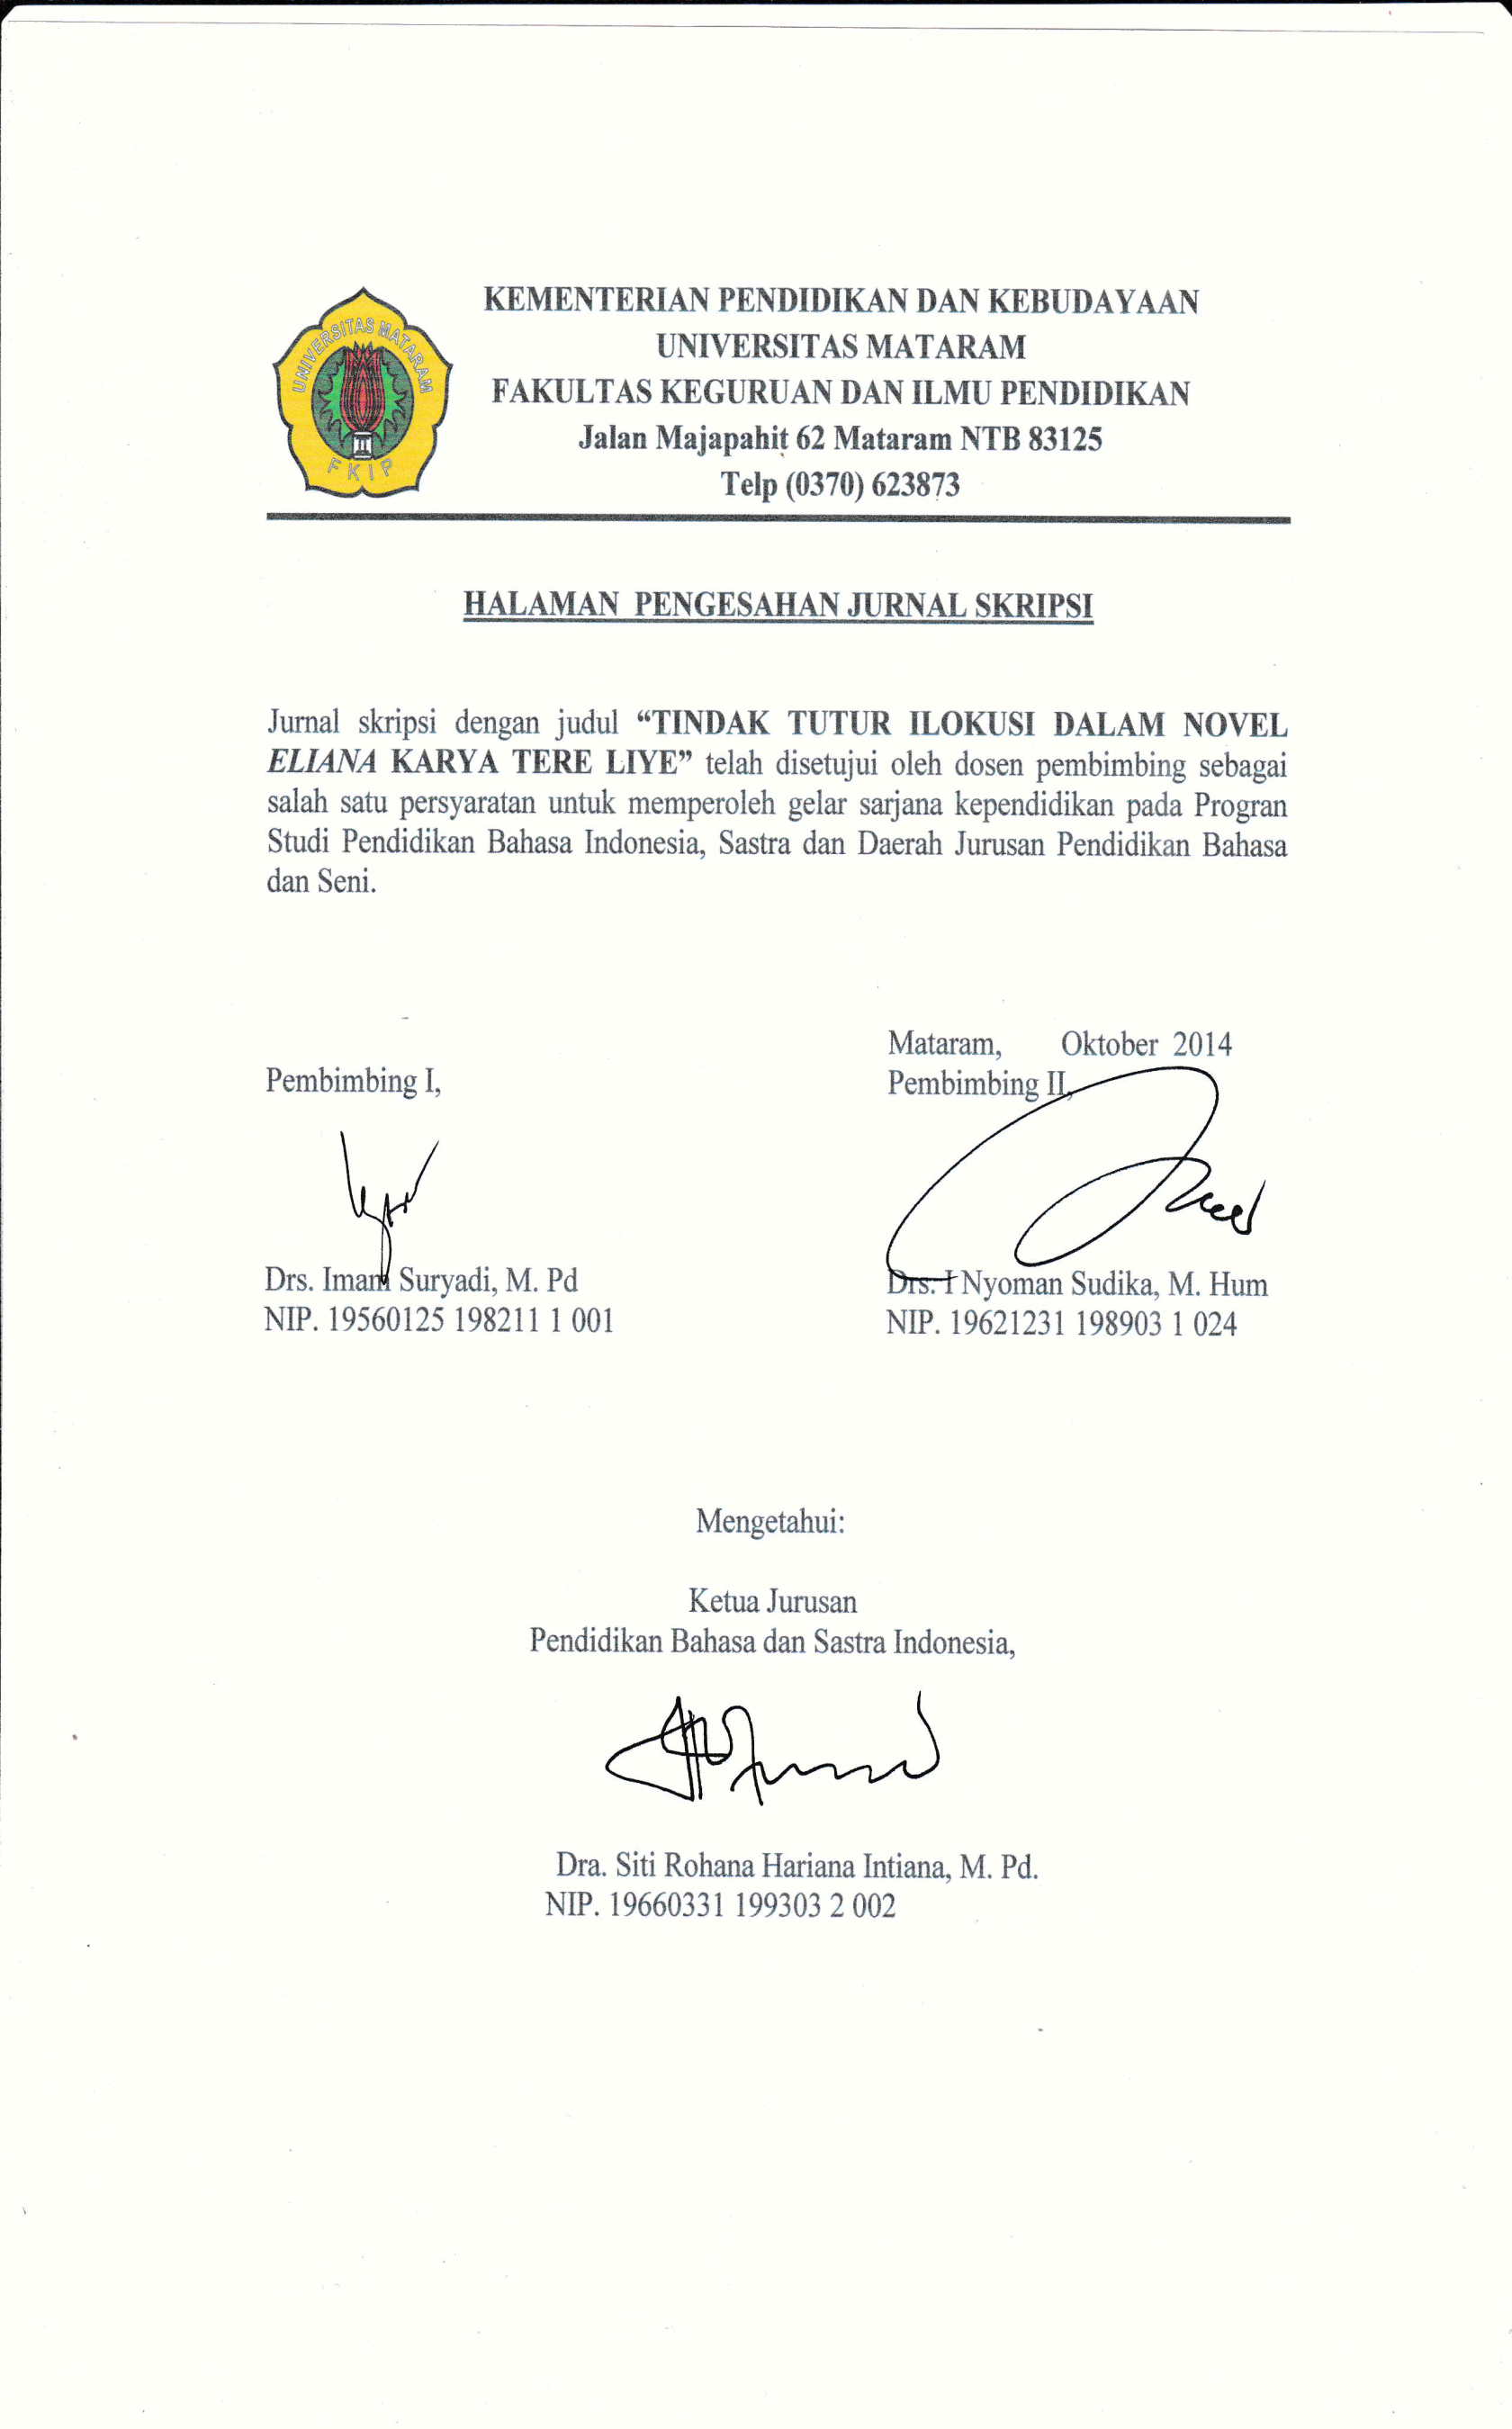 UNIVERSITAS MATARAM
FKIP
KEMENTERIAN PENDIDIKAN DAN KEBUDAYAAN
UNIVERSITAS MATARAM
FAKULTAS KEGURUAN DAN ILMU PENDIDIKAN
Jalan Majapahit 62 Mataram NTB 83125
Telp (0370) 623873
HALAMAN PENGESAHAN JURNAL SKRIPSI
Jurnal skripsi dengan judul “TINDAK TUTUR ILOKUSI DALAM NOVEL
ELIANA KARYA TERE LIYE” telah disetujui oleh dosen pembimbing sebagai
salah satu persyaratan untuk memperoleh gelar sarjana kependidikan pada Progran
Studi Pendidikan Bahasa Indonesia, Sastra dan Daerah Jurusan Pendidikan Bahasa
dan Seni.
Mataram, Oktober 2014
Pembimbing I,
Pembimbing II,
Drs. Imam Suryadi, M. Pd
NIP. 19560125 198211 1 001
Drs. I Nyoman Sudika, M. Hum
NIP. 19621231 198903 1 024
Mengetahui:
Ketua Jurusan
Pendidikan Bahasa dan Sastra Indonesia,
Dra. Siti Rohana Hariana Intiana, M. Pd.
NIP. 19660331 199303 2 002